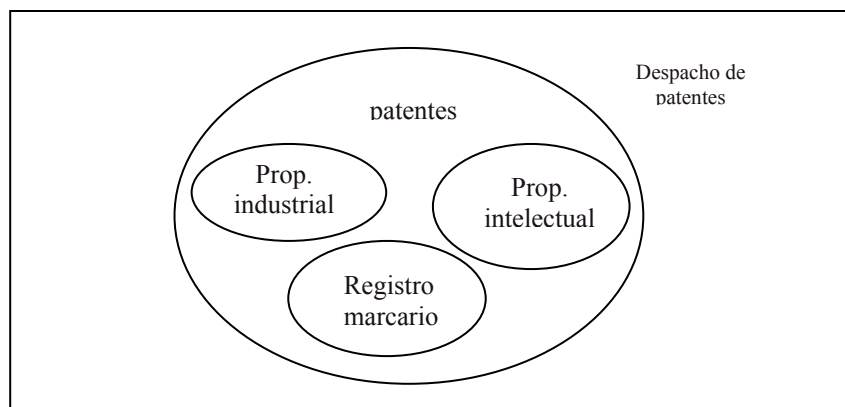 Despacho de
patentes
patentes
Prop.
industrial
Prop.
intelectual
Registro
marcario